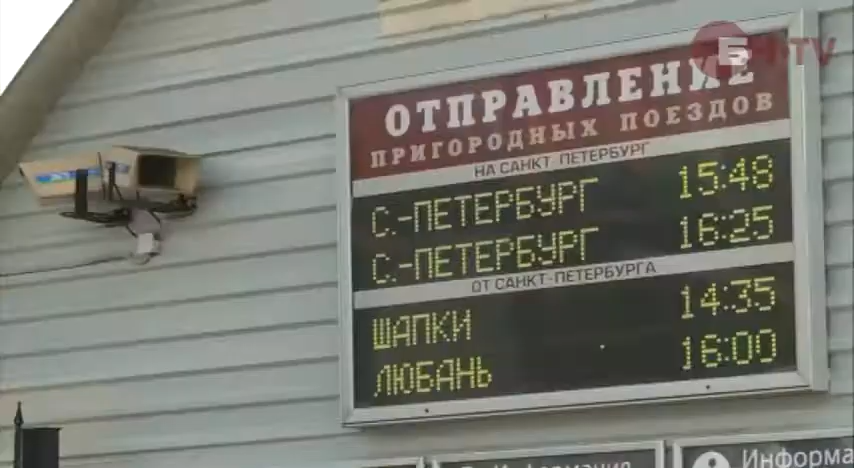 ОТПРАВЛЕНИЕ
ПРИГОРОДНЫХ ПОЕЗДОВ
НА САНКТ-ПЕТЕРБУРГ
С.-ПЕТЕРБУРГ 15:48
С.-ПЕТЕРБУРГ 16:25
ОТ САНКТ-ПЕТЕРБУРГА
ШАПКИ 14:35
ЛЮБАНЬ 16:00